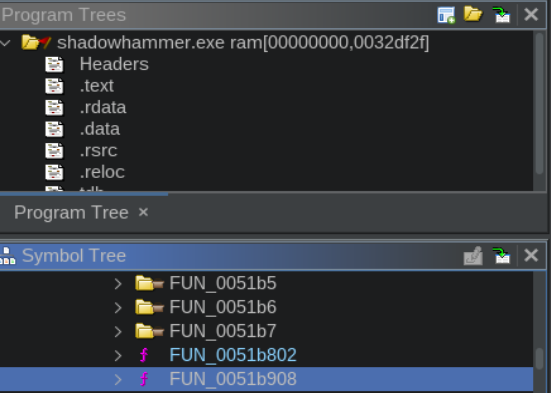 Program Trees
shadowhammer.exe ram[00000000,0032df2f]
Headers
.text
.rdata
.data
.rsrc
.reloc
Program Tree ×
Symbol Tree
FUN_0051b5
FUN_0051b6
FUN_0051b7
f FUN_0051b802
f FUN_0051b908